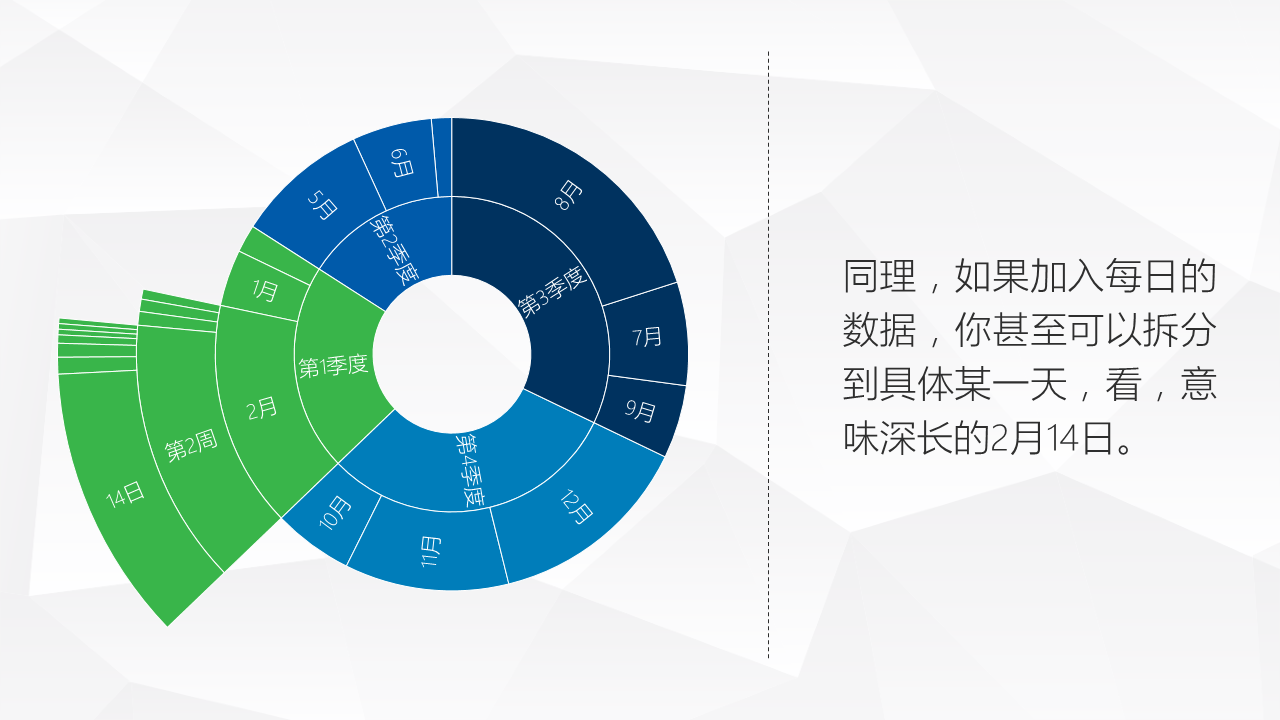 8月
7月
9月
12月
11月
10月
14日
第2周
2月
1月
5月
6月
第3季度
第4季度
第1季度
第2季度
同理，如果加入每日的
数据，你甚至可以拆分
到具体某一天，看，意
味深长的2月14日。